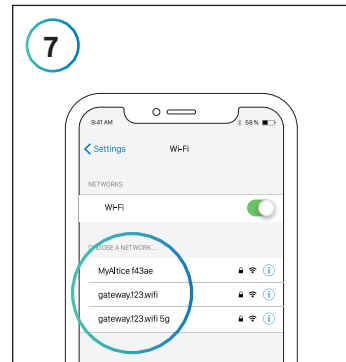 7
9:41 AM 58%
Settings Wi-Fi
NETWORKS
Wi-Fi
CHOOSE A NETWORK...
MyAltice f43ae
gateway.123.wifi
gateway.123.wifi 5g